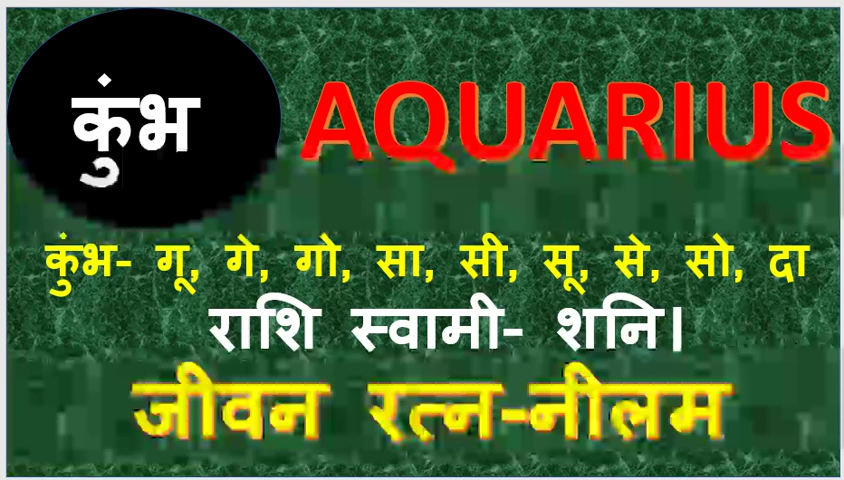 कुंभ
AQUARIUS
कुंभ- गू, गे, गो, सा, सी, सू, से, सो, दा
राशि स्वामी- शनि।
जीवन रत्न-नीलम